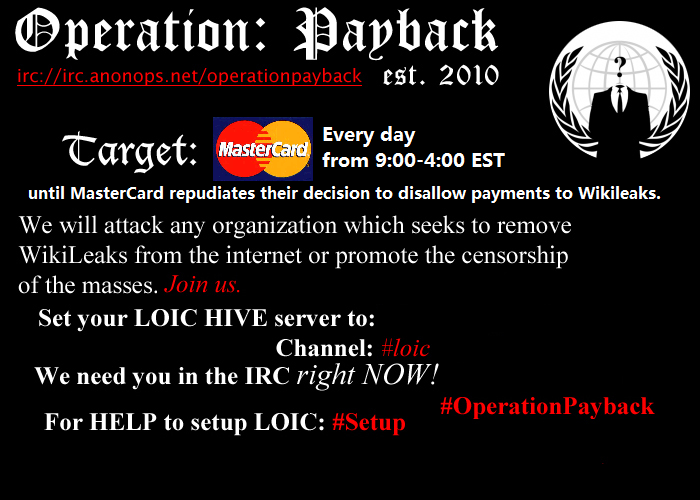 Operation: Payback
irc://irc.anonops.net/operationpayback est. 2010
?
Target: MasterCard Every day
from 9:00-4:00 EST
until MasterCard repudiates their decision to disallow payments to Wikileaks.
We will attack any organization which seeks to remove
WikiLeaks from the internet or promote the censorship
of the masses. Join us.
Set your LOIC HIVE server to:
Channel: #loic
We need you in the IRC right NOW!
#OperationPayback
For HELP to setup LOIC: #Setup